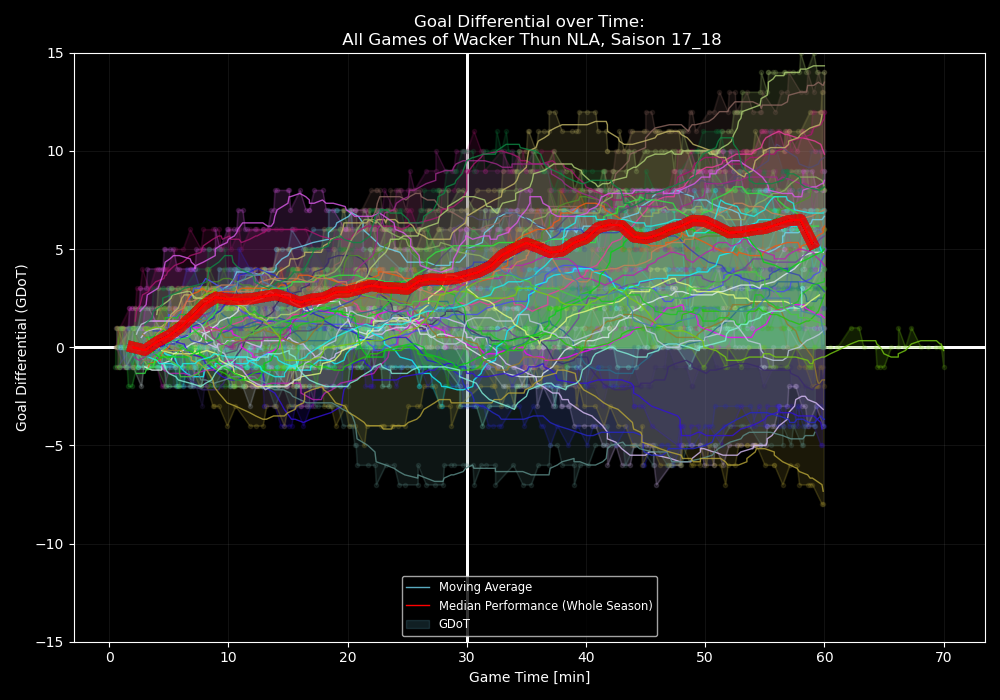 Goal Differential over Time:
All Games of Wacker Thun NLA, Saison 17_18
Goal Differential (GDoT)
15
10
5
0
−5
−10
−15
Moving Average
Median Performance (Whole Season)
GDoT
0 10 20 30 40 50 60 70
Game Time [min]